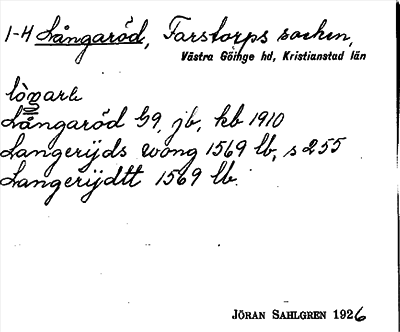 1-4 Långaröd, Farstorps socken,
Västra Göinge hd, Kristianstad län
Långaröd G9, jb, kb 1910
Langerijds wong 1569 lb, s 255
Langerijdtt 1569 lb.
JÖRAN SAHLGREN 1926